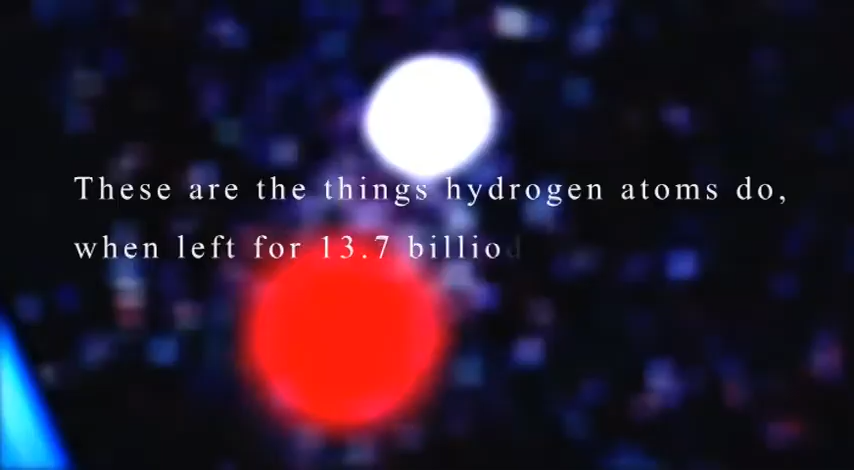 These are the things hydrogen atoms do,
when left for 13.7 billio